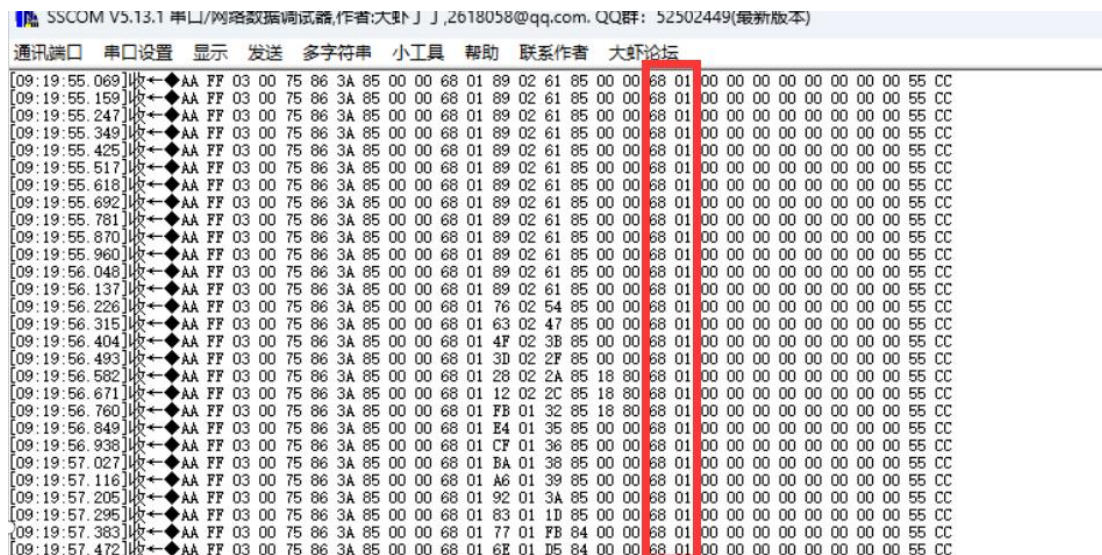 SSCOM V5.13.1 串口/网络数据调试器,作者:大虾丁丁,2618058@qq.com. QQ群：52502449(最新版本)
通讯端口 串口设置 显示 发送 多字符串 小工具 帮助 联系作者 大虾论坛
[09:19:55.069]收←◆AA FF 03 00 75 86 3A 85 00 00 68 01 89 02 61 85 00 00 68 01 00 00 00 00 00 00 00 00 55 CC
[09:19:55.159]收←◆AA FF 03 00 75 86 3A 85 00 00 68 01 89 02 61 85 00 00 68 01 00 00 00 00 00 00 00 00 55 CC
[09:19:55.247]收←◆AA FF 03 00 75 86 3A 85 00 00 68 01 89 02 61 85 00 00 68 01 00 00 00 00 00 00 00 00 55 CC
[09:19:55.349]收←◆AA FF 03 00 75 86 3A 85 00 00 68 01 89 02 61 85 00 00 68 01 00 00 00 00 00 00 00 00 55 CC
[09:19:55.425]收←◆AA FF 03 00 75 86 3A 85 00 00 68 01 89 02 61 85 00 00 68 01 00 00 00 00 00 00 00 00 55 CC
[09:19:55.517]收←◆AA FF 03 00 75 86 3A 85 00 00 68 01 89 02 61 85 00 00 68 01 00 00 00 00 00 00 00 00 55 CC
[09:19:55.618]收←◆AA FF 03 00 75 86 3A 85 00 00 68 01 89 02 61 85 00 00 68 01 00 00 00 00 00 00 00 00 55 CC
[09:19:55.692]收←◆AA FF 03 00 75 86 3A 85 00 00 68 01 89 02 61 85 00 00 68 01 00 00 00 00 00 00 00 00 55 CC
[09:19:55.781]收←◆AA FF 03 00 75 86 3A 85 00 00 68 01 89 02 61 85 00 00 68 01 00 00 00 00 00 00 00 00 55 CC
[09:19:55.870]收←◆AA FF 03 00 75 86 3A 85 00 00 68 01 89 02 61 85 00 00 68 01 00 00 00 00 00 00 00 00 55 CC
[09:19:55.960]收←◆AA FF 03 00 75 86 3A 85 00 00 68 01 89 02 61 85 00 00 68 01 00 00 00 00 00 00 00 00 55 CC
[09:19:56.048]收←◆AA FF 03 00 75 86 3A 85 00 00 68 01 89 02 61 85 00 00 68 01 00 00 00 00 00 00 00 00 55 CC
[09:19:56.137]收←◆AA FF 03 00 75 86 3A 85 00 00 68 01 89 02 61 85 00 00 68 01 00 00 00 00 00 00 00 00 55 CC
[09:19:56.226]收←◆AA FF 03 00 75 86 3A 85 00 00 68 01 76 02 54 85 00 00 68 01 00 00 00 00 00 00 00 00 55 CC
[09:19:56.315]收←◆AA FF 03 00 75 86 3A 85 00 00 68 01 63 02 47 85 00 00 68 01 00 00 00 00 00 00 00 00 55 CC
[09:19:56.404]收←◆AA FF 03 00 75 86 3A 85 00 00 68 01 4F 02 3B 85 00 00 68 01 00 00 00 00 00 00 00 00 55 CC
[09:19:56.493]收←◆AA FF 03 00 75 86 3A 85 00 00 68 01 3D 02 2F 85 00 00 68 01 00 00 00 00 00 00 00 00 55 CC
[09:19:56.582]收←◆AA FF 03 00 75 86 3A 85 00 00 68 01 28 02 2A 85 18 80 68 01 00 00 00 00 00 00 00 00 55 CC
[09:19:56.671]收←◆AA FF 03 00 75 86 3A 85 00 00 68 01 12 02 2C 85 18 80 68 01 00 00 00 00 00 00 00 00 55 CC
[09:19:56.760]收←◆AA FF 03 00 75 86 3A 85 00 00 68 01 FB 01 32 85 18 80 68 01 00 00 00 00 00 00 00 00 55 CC
[09:19:56.849]收←◆AA FF 03 00 75 86 3A 85 00 00 68 01 E4 01 35 85 00 00 68 01 00 00 00 00 00 00 00 00 55 CC
[09:19:56.938]收←◆AA FF 03 00 75 86 3A 85 00 00 68 01 CF 01 36 85 00 00 68 01 00 00 00 00 00 00 00 00 55 CC
[09:19:57.027]收←◆AA FF 03 00 75 86 3A 85 00 00 68 01 BA 01 38 85 00 00 68 01 00 00 00 00 00 00 00 00 55 CC
[09:19:57.116]收←◆AA FF 03 00 75 86 3A 85 00 00 68 01 A6 01 39 85 00 00 68 01 00 00 00 00 00 00 00 00 55 CC
[09:19:57.205]收←◆AA FF 03 00 75 86 3A 85 00 00 68 01 92 01 3A 85 00 00 68 01 00 00 00 00 00 00 00 00 55 CC
[09:19:57.295]收←◆AA FF 03 00 75 86 3A 85 00 00 68 01 83 01 1D 85 00 00 68 01 00 00 00 00 00 00 00 00 55 CC
[09:19:57.383]收←◆AA FF 03 00 75 86 3A 85 00 00 68 01 77 01 FB 84 00 00 68 01 00 00 00 00 00 00 00 00 55 CC
[09:19:57.472]收←◆AA FF 03 00 75 86 3A 85 00 00 68 01 6E 01 D5 84 00 00 68 01 00 00 00 00 00 00 00 00 55 CC